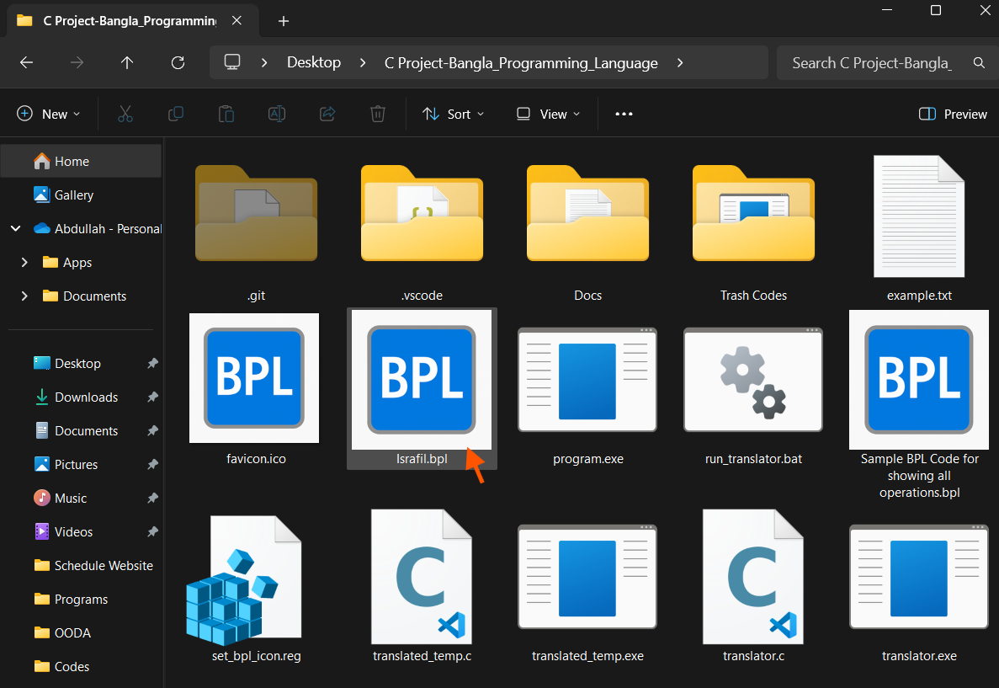 C Project-Bangla_Programming
Desktop
C Project-Bangla_Programming_Language
Search C Project-Bangla_
New
Sort
View
Preview
Home
Gallery
Abdullah - Personal
Apps
Documents
Desktop
Downloads
Documents
Pictures
Music
Videos
Schedule Website
Programs
OODA
Codes
.git
.vscode
Docs
Trash Codes
example.txt
BPL
favicon.ico
BPL
Israfil.bpl
program.exe
run_translator.bat
BPL
Sample BPL Code for
showing all
operations.bpl
set_bpl_icon.reg
C
translated_temp.c
translated_temp.exe
C
translator.c
translator.exe